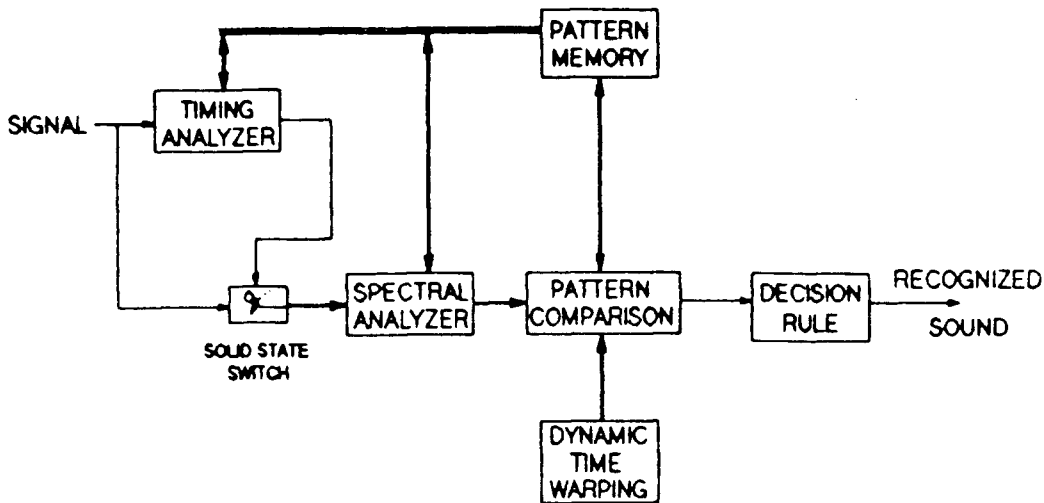 PATTERN
MEMORY
SIGNAL
TIMING
ANALYZER
SOLID STATE
SWITCH
SPECTRAL
ANALYZER
PATTERN
COMPARISON
DECISION
RULE
RECOGNIZED
SOUND
DYNAMIC
TIME
WARPING